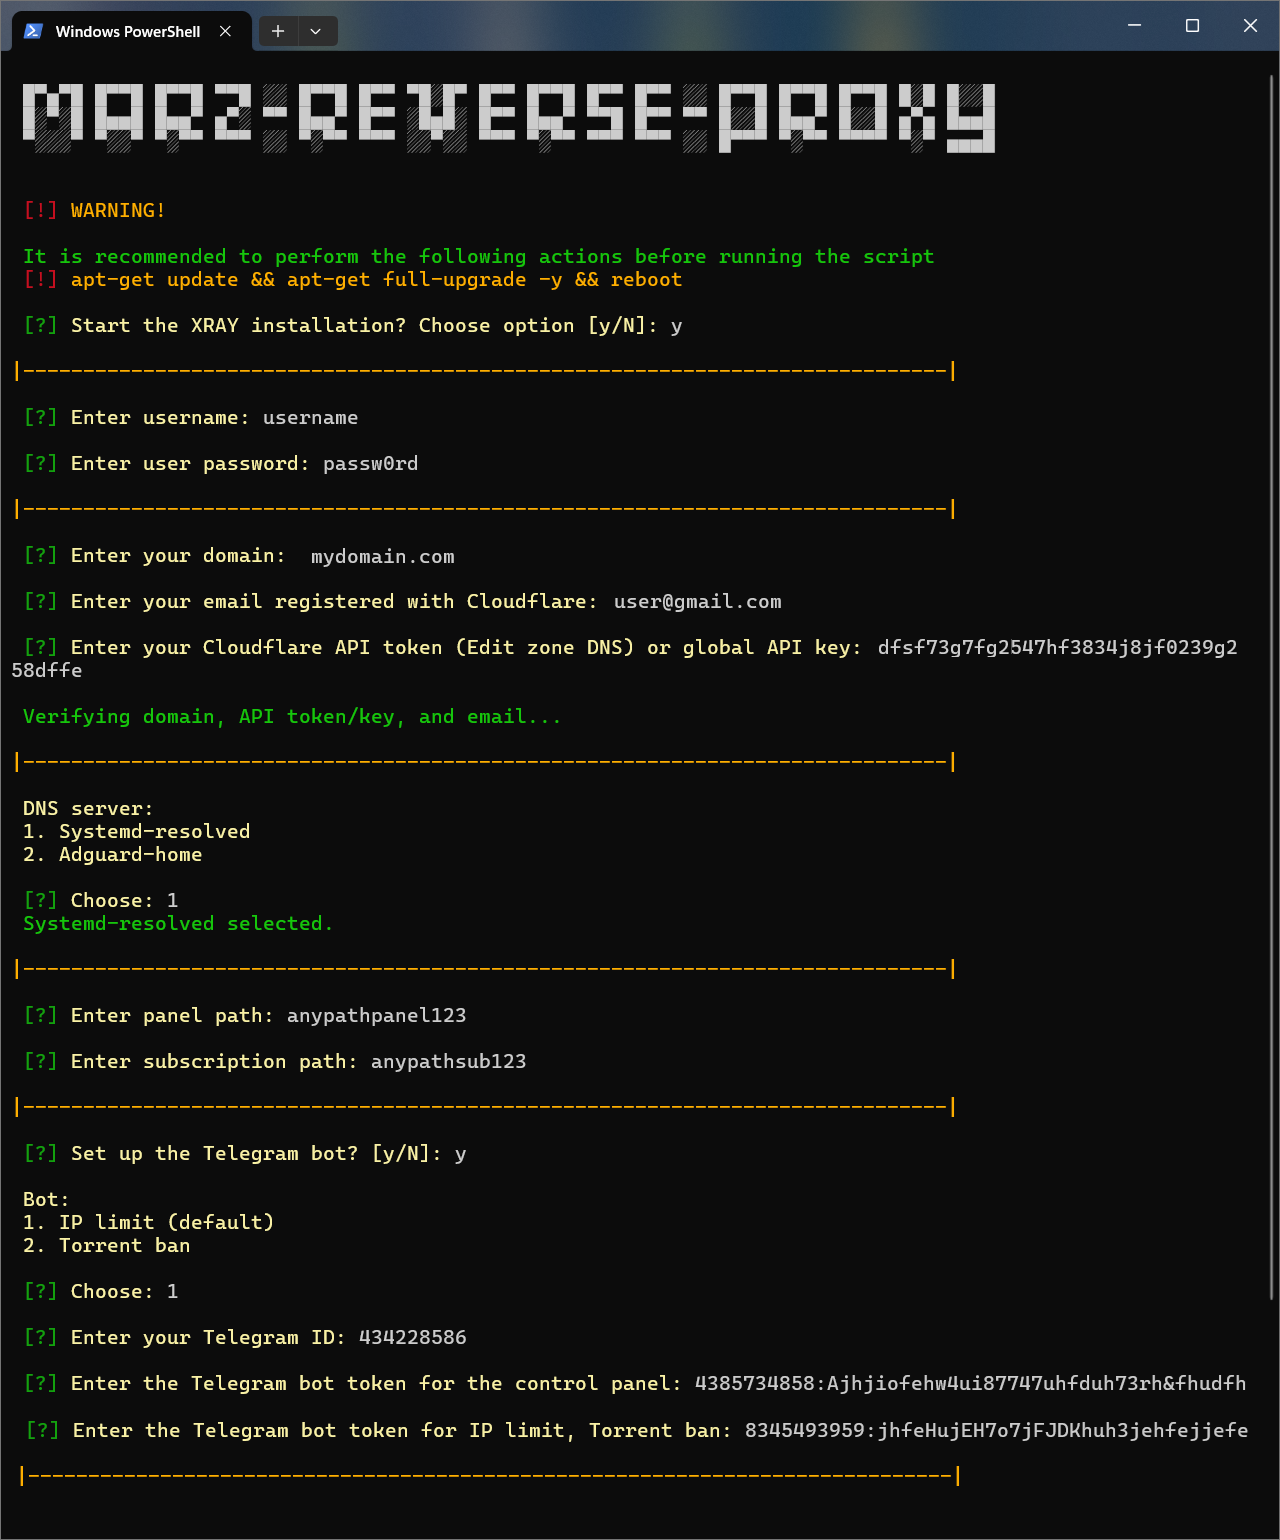 Windows PowerShell
MARZ-REVERSE-PROXY
[!] WARNING!
It is recommended to perform the following actions before running the script
[!] apt-get update && apt-get full-upgrade -y && reboot
[?] Start the XRAY installation? Choose option [y/N]: y
|-----------------------------------------------------------------------------|
[?] Enter username: username
[?] Enter user password: passw0rd
|-----------------------------------------------------------------------------|
[?] Enter your domain: mydomain.com
[?] Enter your email registered with Cloudflare: user@gmail.com
[?] Enter your Cloudflare API token (Edit zone DNS) or global API key: dfsf73g7fg2547hf3834j8jf0239g2
58dffe
Verifying domain, API token/key, and email...
|-----------------------------------------------------------------------------|
DNS server:
1. Systemd-resolved
2. Adguard-home
[?] Choose: 1
Systemd-resolved selected.
|-----------------------------------------------------------------------------|
[?] Enter panel path: anypathpanel123
[?] Enter subscription path: anypathsub123
|-----------------------------------------------------------------------------|
[?] Set up the Telegram bot? [y/N]: y
Bot:
1. IP limit (default)
2. Torrent ban
[?] Choose: 1
[?] Enter your Telegram ID: 434228586
[?] Enter the Telegram bot token for the control panel: 4385734858:Ajhjiofehw4ui87747uhfduh73rh&fhudfh
[?] Enter the Telegram bot token for IP limit, Torrent ban: 8345493959:jhfeHujEH7o7jFJDKhuh3jehfejjefe
|-----------------------------------------------------------------------------|